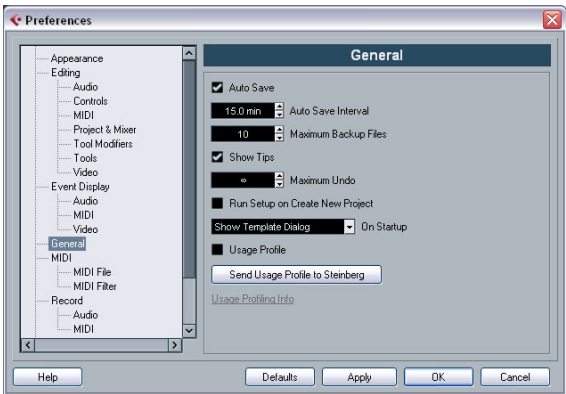 Preferences
Appearance
Editing
Audio
Controls
MIDI
Project & Mixer
Tool Modifiers
Tools
Video
Event Display
Audio
MIDI
Video
General
MIDI
MIDI File
MIDI Filter
Record
Audio
MIDI
General
Auto Save
15.0 min Auto Save Interval
10 Maximum Backup Files
Show Tips
∞ Maximum Undo
Run Setup on Create New Project
Show Template Dialog On Startup
Usage Profile
Send Usage Profile to Steinberg
Usage Profiling Info
Help Defaults Apply OK Cancel